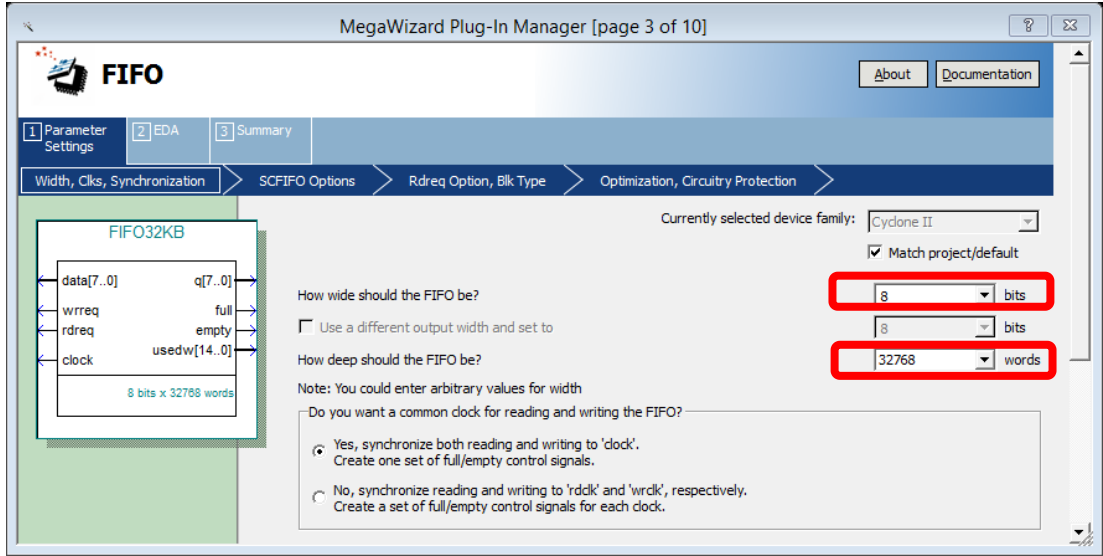 MegaWizard Plug-In Manager [page 3 of 10]
?
FIFO
About
Documentation
1 Parameter Settings
2 EDA
3 Summary
Width, Clks, Synchronization
SCFIFO Options
Rdreq Option, Blk Type
Optimization, Circuitry Protection
FIFO32KB
data[7..0]
q[7..0]
wrreq
full
rdreq
empty
usedw[14..0]
clock
8 bits x 32768 words
Currently selected device family:
Cyclone II
Match project/default
How wide should the FIFO be?
8
bits
Use a different output width and set to
8
bits
How deep should the FIFO be?
32768
words
Note: You could enter arbitrary values for width
Do you want a common clock for reading and writing the FIFO?
Yes, synchronize both reading and writing to 'clock'.
Create one set of full/empty control signals.
No, synchronize reading and writing to 'rdclk' and 'wrclk', respectively.
Create a set of full/empty control signals for each clock.